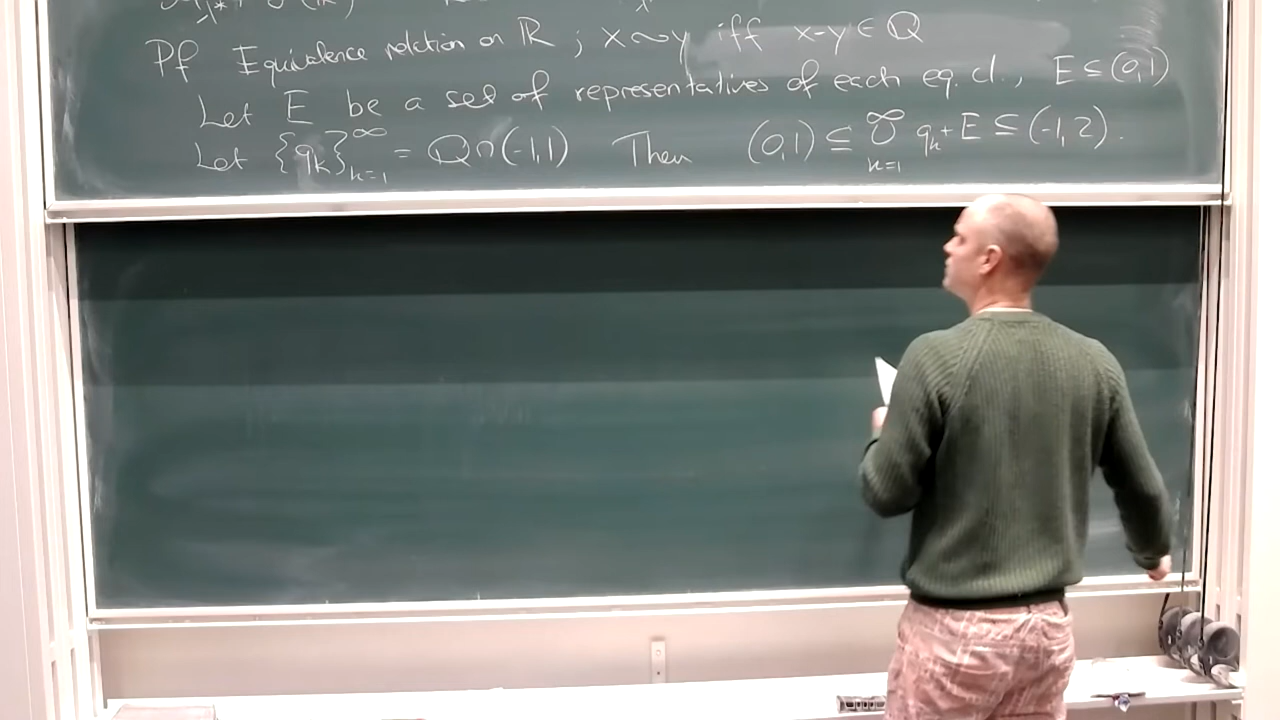 Pf Equivalence relation on ℝ ; x ~ y iff x-y ∈ Q
Let E be a set of representatives of each eq. cl., E ⊆ (0,1)
Let {q_k}_{k=1}^∞ = Q ∩ (-1,1) Then (0,1) ⊆ ⋃_{k=1}^∞ q_k + E ⊆ (-1,2).